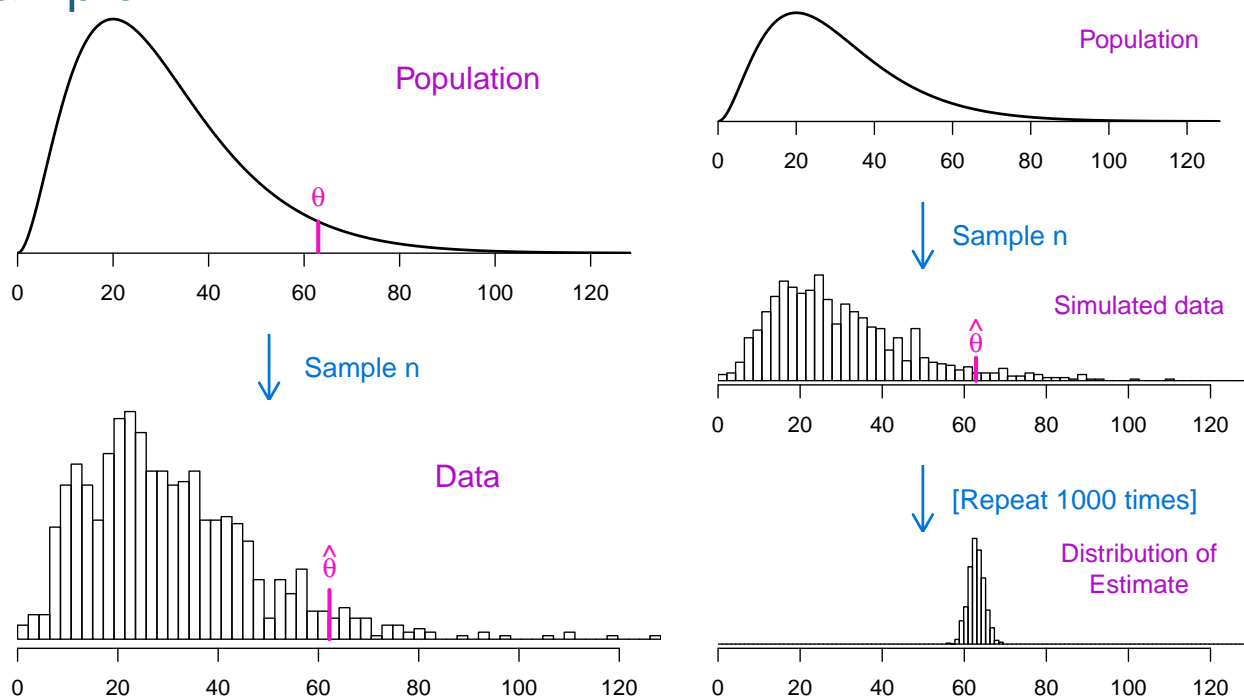 Population
θ
0 20 40 60 80 100 120
Sample n
Data
θ̂
0 20 40 60 80 100 120
Population
0 20 40 60 80 100 120
Sample n
Simulated data
θ̂
0 20 40 60 80 100 120
[Repeat 1000 times]
Distribution of
Estimate
0 20 40 60 80 100 120